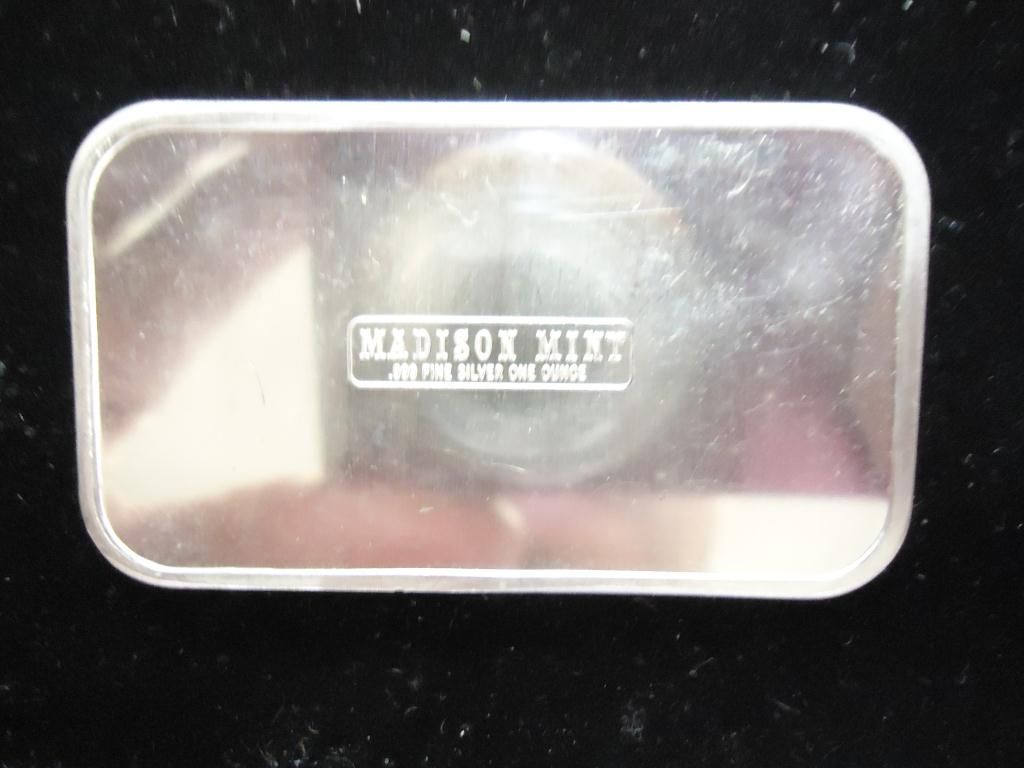 MADISON MINT
.999 FINE SILVER ONE OUNCE